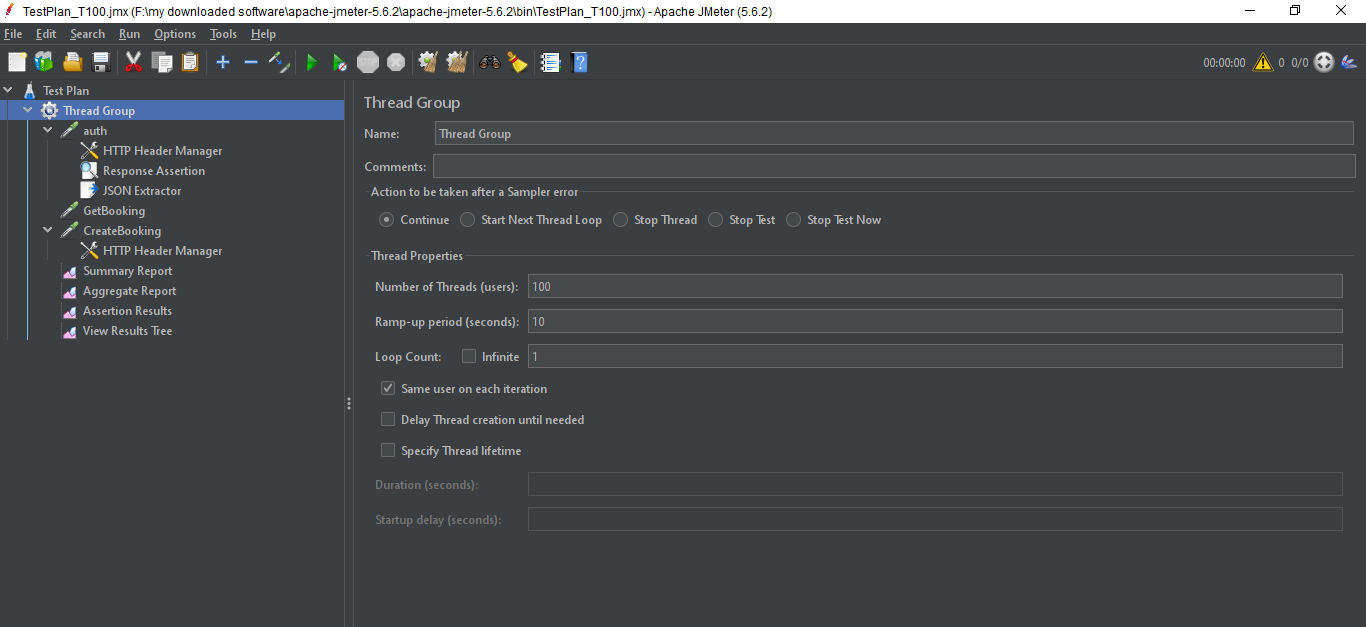 TestPlan_T100.jmx (F:\my downloaded software\apache-jmeter-5.6.2\apache-jmeter-5.6.2\bin\TestPlan_T100.jmx) - Apache JMeter (5.6.2)
File Edit Search Run Options Tools Help
STOP
00:00:00 0 0/0
Test Plan
Thread Group
auth
HTTP Header Manager
Response Assertion
JSON Extractor
GetBooking
CreateBooking
HTTP Header Manager
Summary Report
Aggregate Report
Assertion Results
View Results Tree
Thread Group
Name: Thread Group
Comments:
Action to be taken after a Sampler error
Continue Start Next Thread Loop Stop Thread Stop Test Stop Test Now
Thread Properties
Number of Threads (users): 100
Ramp-up period (seconds): 10
Loop Count: Infinite 1
Same user on each iteration
Delay Thread creation until needed
Specify Thread lifetime
Duration (seconds):
Startup delay (seconds):